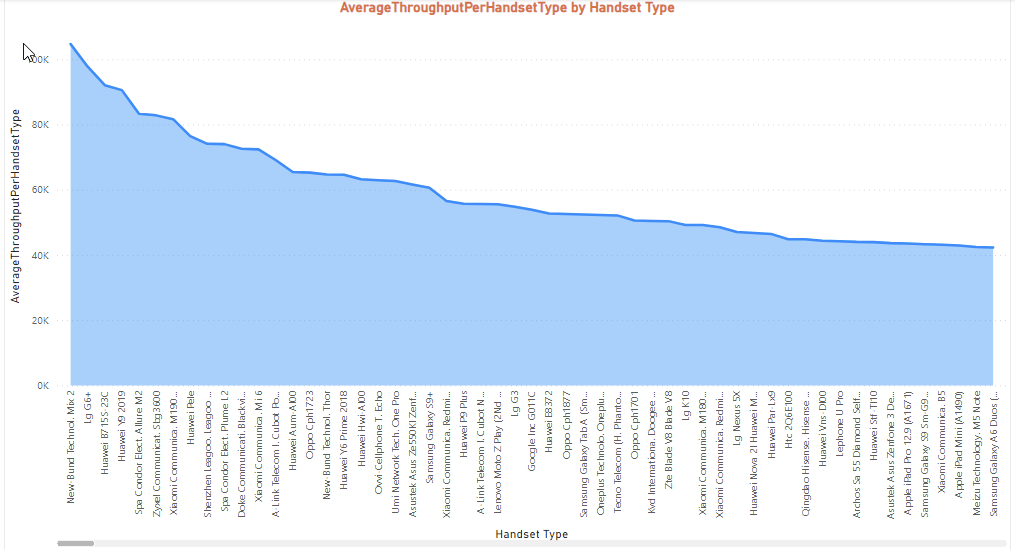 AverageThroughputPerHandsetType by Handset Type
AverageThroughputPerHandsetType
80K
60K
40K
20K
0K
New-Bund Technol. Mix 2
Lg G6+
Huawei B715S-23C
Huawei Y9 2019
Spa Condor Elect. Allure M2
Zyxel Communicat. Sbg3600
Xiaomi Communica. M190...
Huawei Pele
Shenzhen Leagoo. Leagoo ...
Spa Condor Elect. Plume L2
Doke Communicati. Blackvi...
Xiaomi Communica. Mi 6
A-Link Telecom I. Cubot Po...
Huawei Aum-Al00
Oppo Cph1723
New-Bund Technol. Thor
Huawei Y6 Prime 2018
Huawei Hwi-Al00
Ovvi-Cellphone T. Echo
Umi Network Tech. One Pro
Asustek Asus Ze550Kl Zenf...
Samsung Galaxy S9+
Xiaomi Communica. Redmi...
Huawei P9 Plus
A-Link Telecom I. Cubot N...
Lenovo Moto Z Play (2Nd ...
Lg G3
Google Inc G011C
Huawei E8372
Oppo Cph1877
Samsung Galaxy Tab A (Sm...
Oneplus Technolo. Oneplu...
Tecno Telecom (H. Phanto...
Oppo Cph1701
Kvd Internationa. Doogee ...
Zte Blade V8 Blade V8
Lg K10
Xiaomi Communica. M180...
Xiaomi Communica. Redmi...
Lg Nexus 5X
Huawei Nova 2I Huawei M...
Huawei Par-Lx9
Htc 2Q6E100
Qingdao Hisense. Hisense ...
Huawei Vns-Dl00
Lephone U Pro
Archos Sa 55 Diamond Self...
Huawei Stf-Tl10
Asustek Asus Zenfone 3 De...
Apple iPad Pro 12.9 (A1671)
Samsung Galaxy S9 Sm-G9...
Xiaomi Communica. B5
Apple iPad Mini (A1490)
Meizu Technology. M5 Note
Samsung Galaxy A6 Duos (...
Handset Type